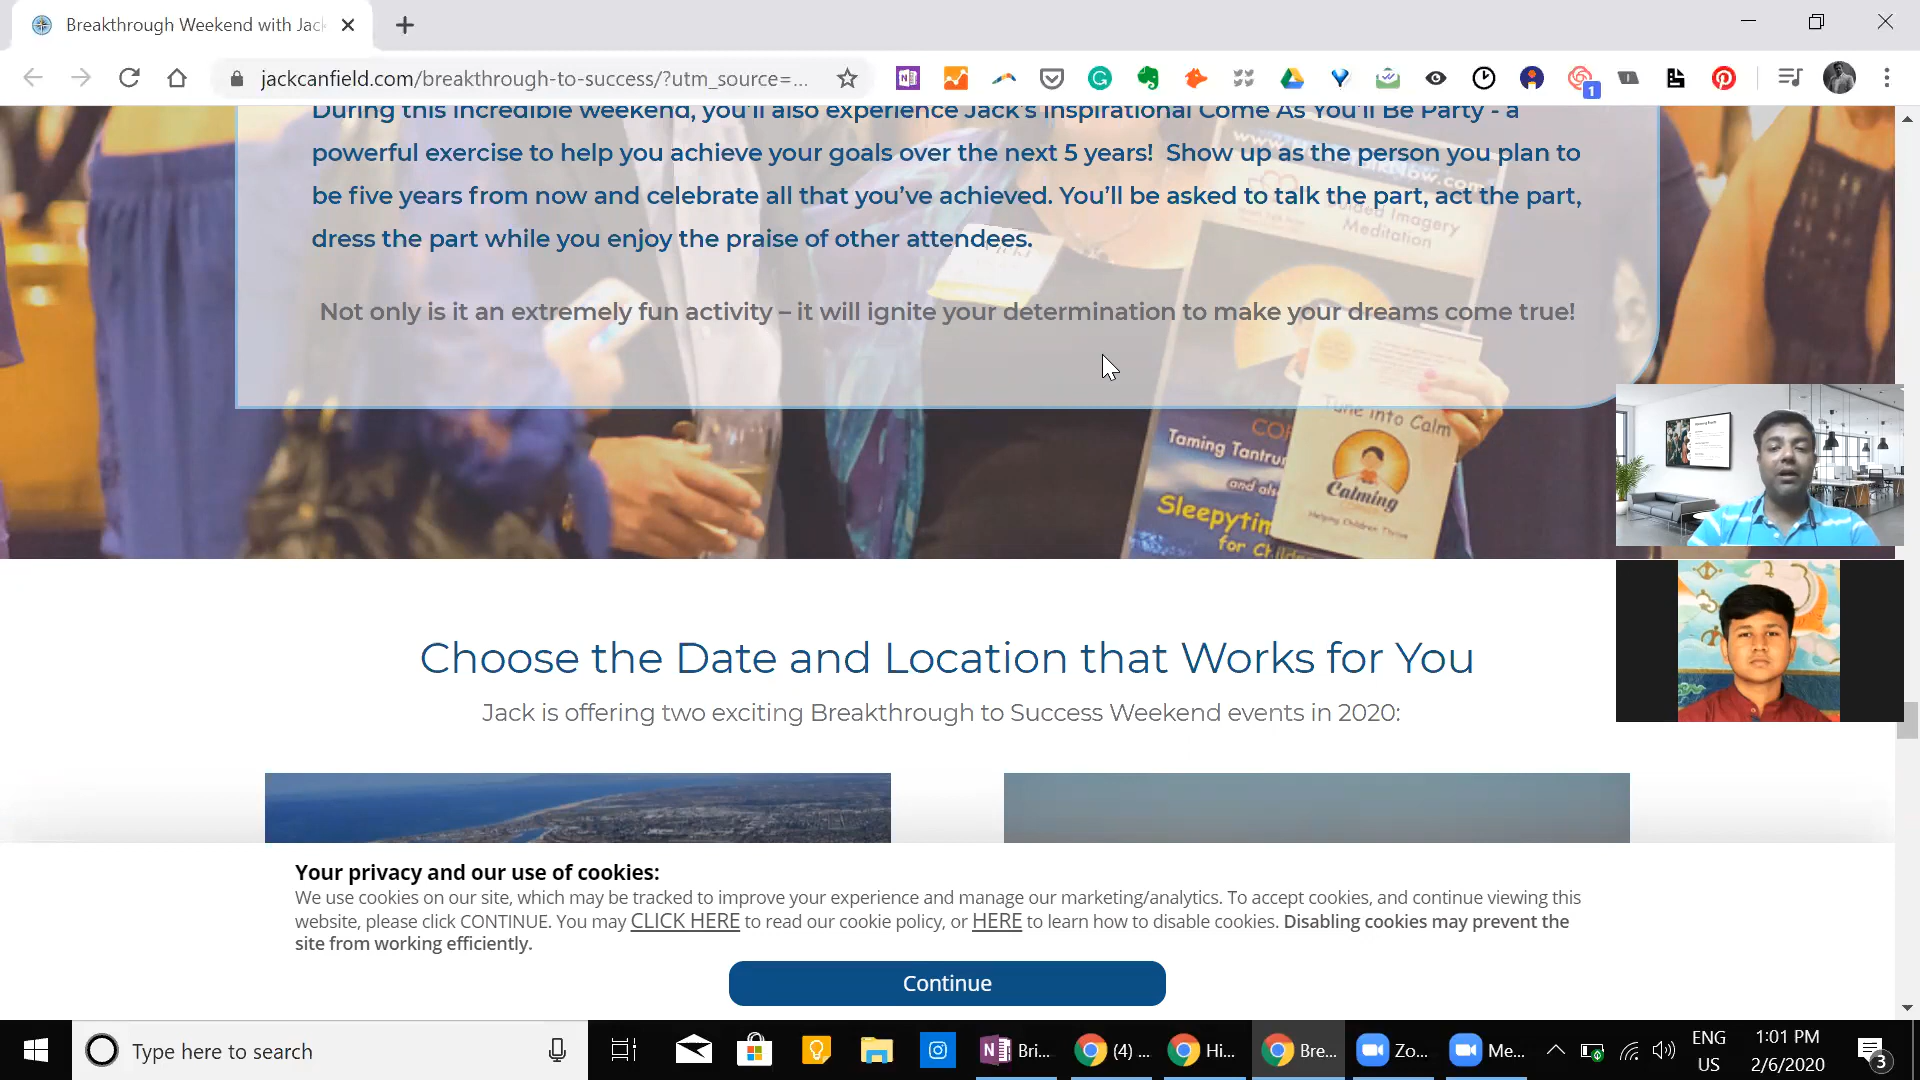 Breakthrough Weekend with Jac
jackcanfield.com/breakthrough-to-success/?utm_source=...
1
During this incredible weekend, you'll also experience Jack's Inspirational Come As You'll Be Party - a
powerful exercise to help you achieve your goals over the next 5 years! Show up as the person you plan to
be five years from now and celebrate all that you've achieved. You'll be asked to talk the part, act the part,
dress the part while you enjoy the praise of other attendees.
Guided Imagery
Meditation
Not only is it an extremely fun activity – it will ignite your determination to make your dreams come true!
Tune into Calm
Taming Tantru
and als
Calming
Sleepytim
Helping Children Thrive
for Ch
Choose the Date and Location that Works for You
Jack is offering two exciting Breakthrough to Success Weekend events in 2020:
Your privacy and our use of cookies:
We use cookies on our site, which may be tracked to improve your experience and manage our marketing/analytics. To accept cookies, and continue viewing this
website, please click CONTINUE. You may CLICK HERE to read our cookie policy, or HERE to learn how to disable cookies. Disabling cookies may prevent the
site from working efficiently.
Continue
Type here to search
Bri...
(4) ...
Hi...
Bre...
Zo...
Me...
ENG
US
1:01 PM
2/6/2020
3